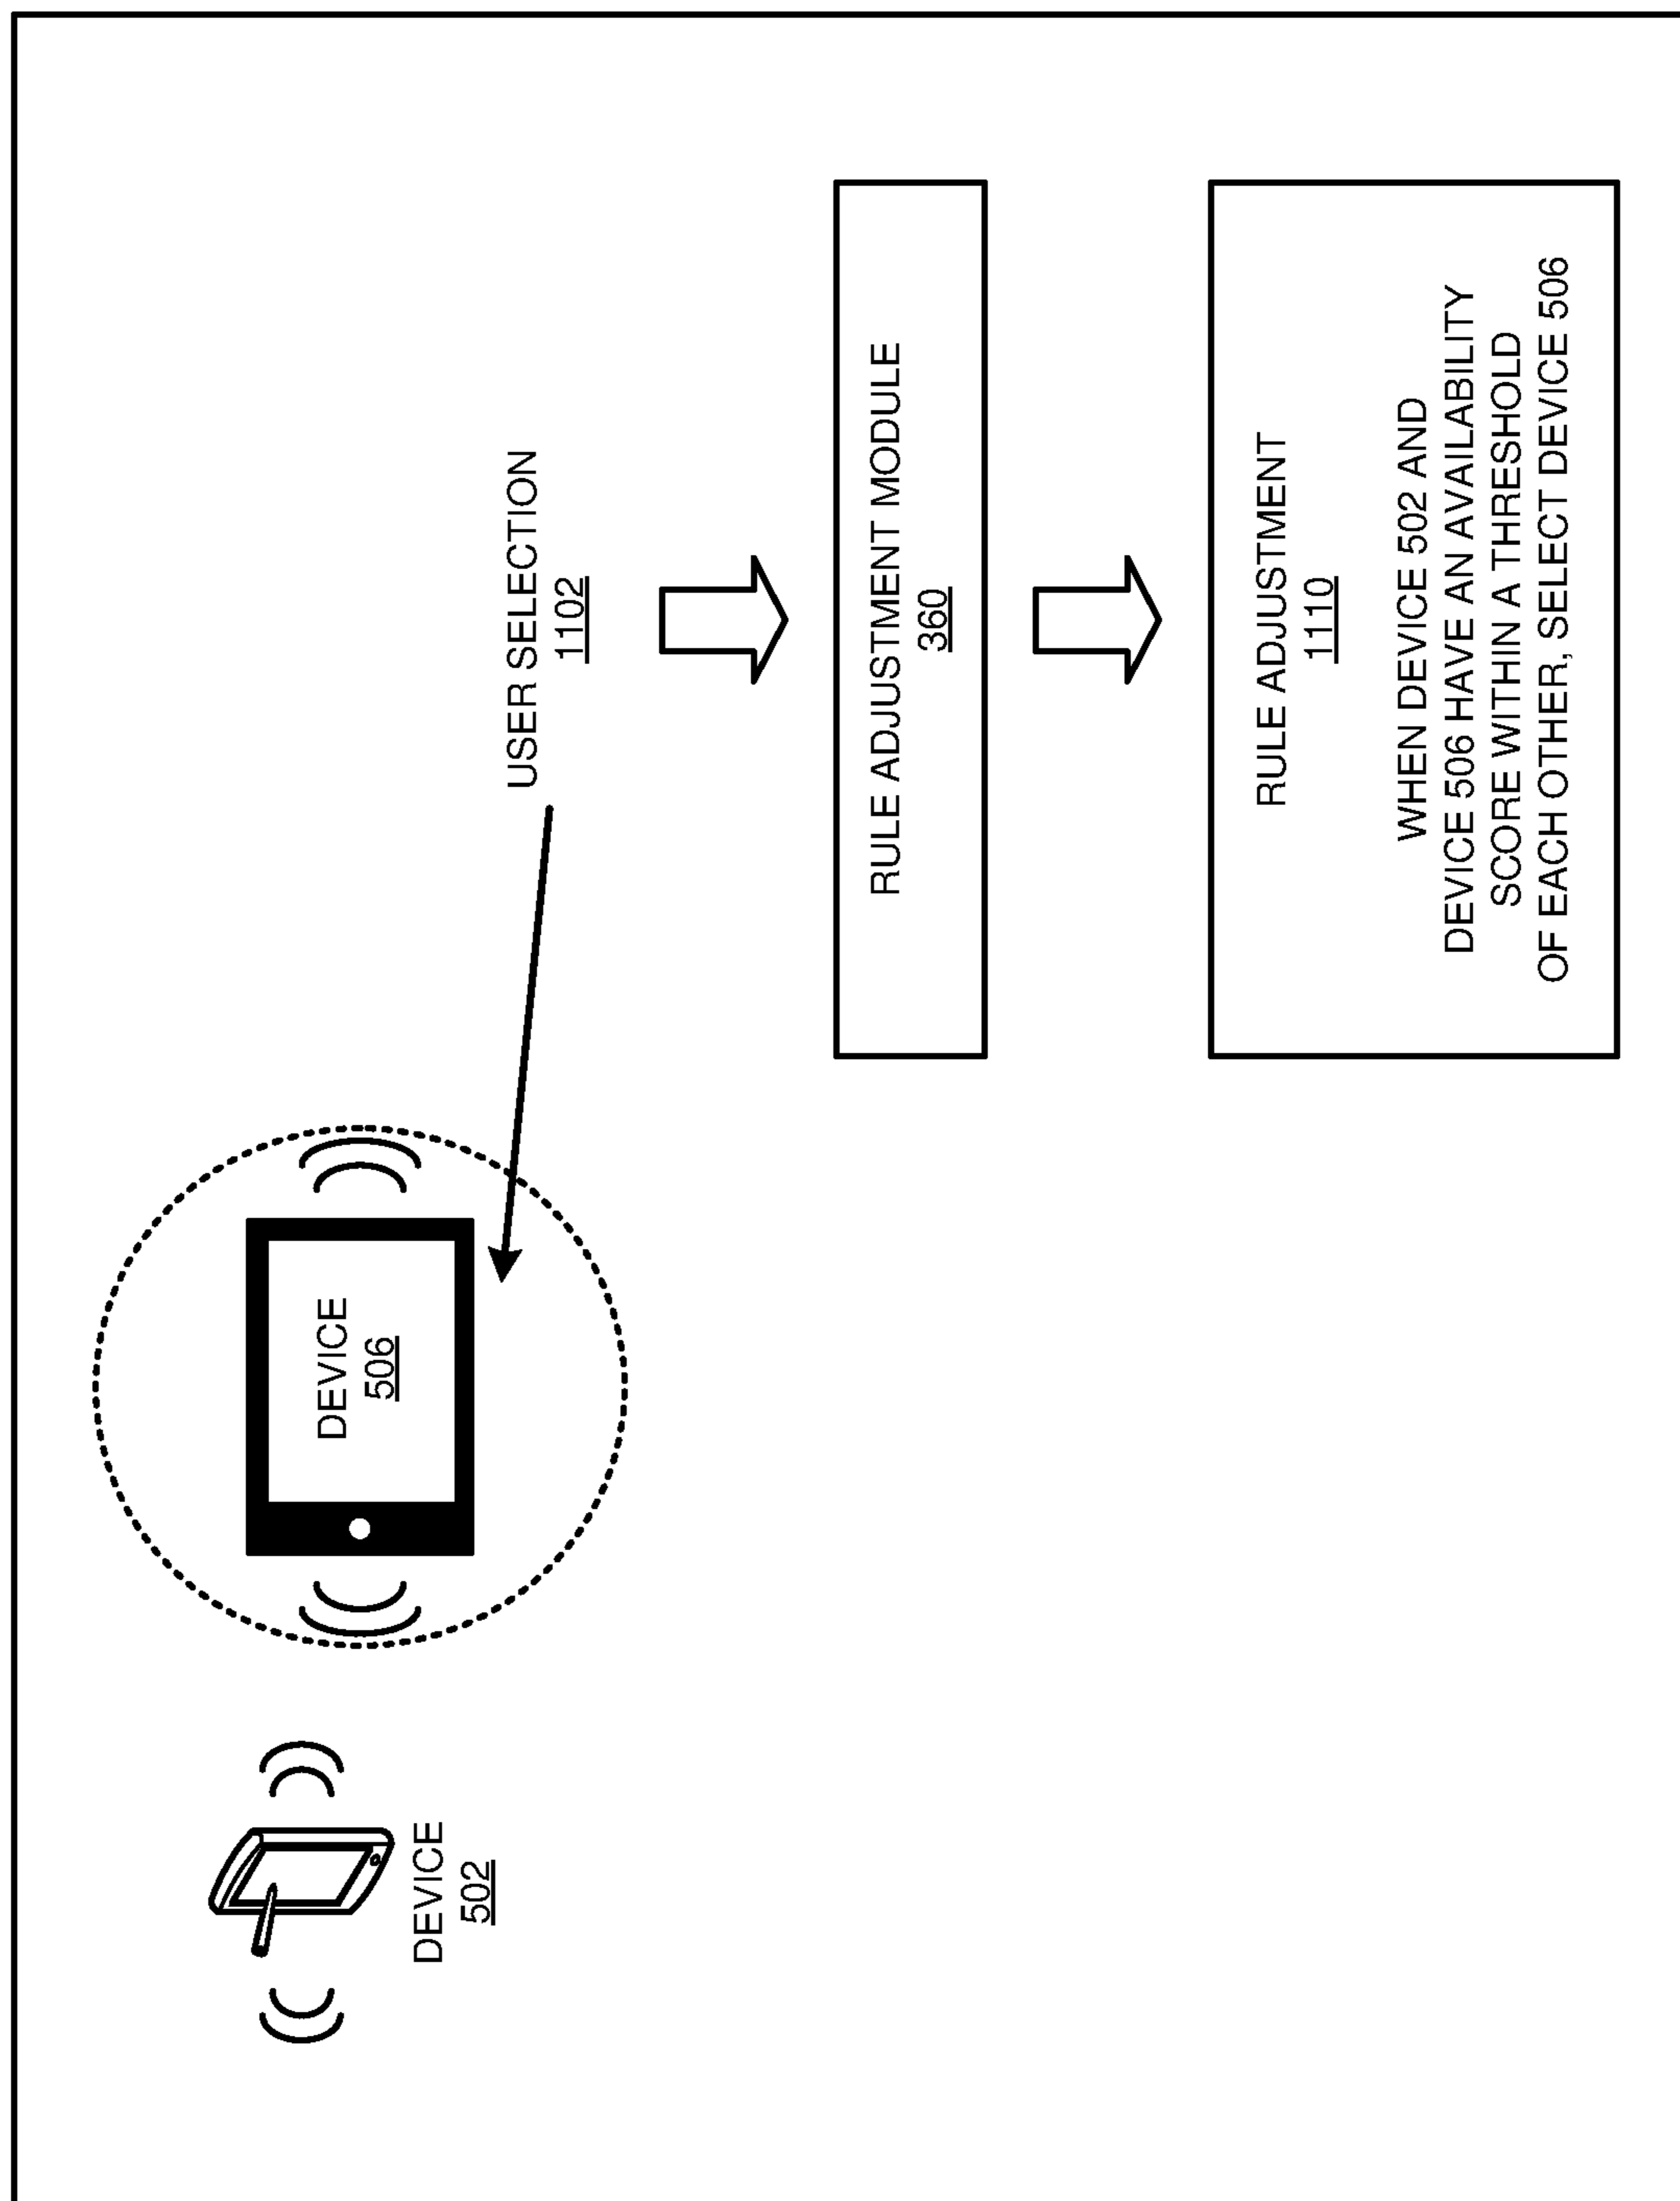 DEVICE
502
DEVICE
506
USER SELECTION
1102
RULE ADJUSTMENT MODULE
360
RULE ADJUSTMENT
1110
WHEN DEVICE 502 AND
DEVICE 506 HAVE AN AVAILABILITY
SCORE WITHIN A THRESHOLD
OF EACH OTHER, SELECT DEVICE 506